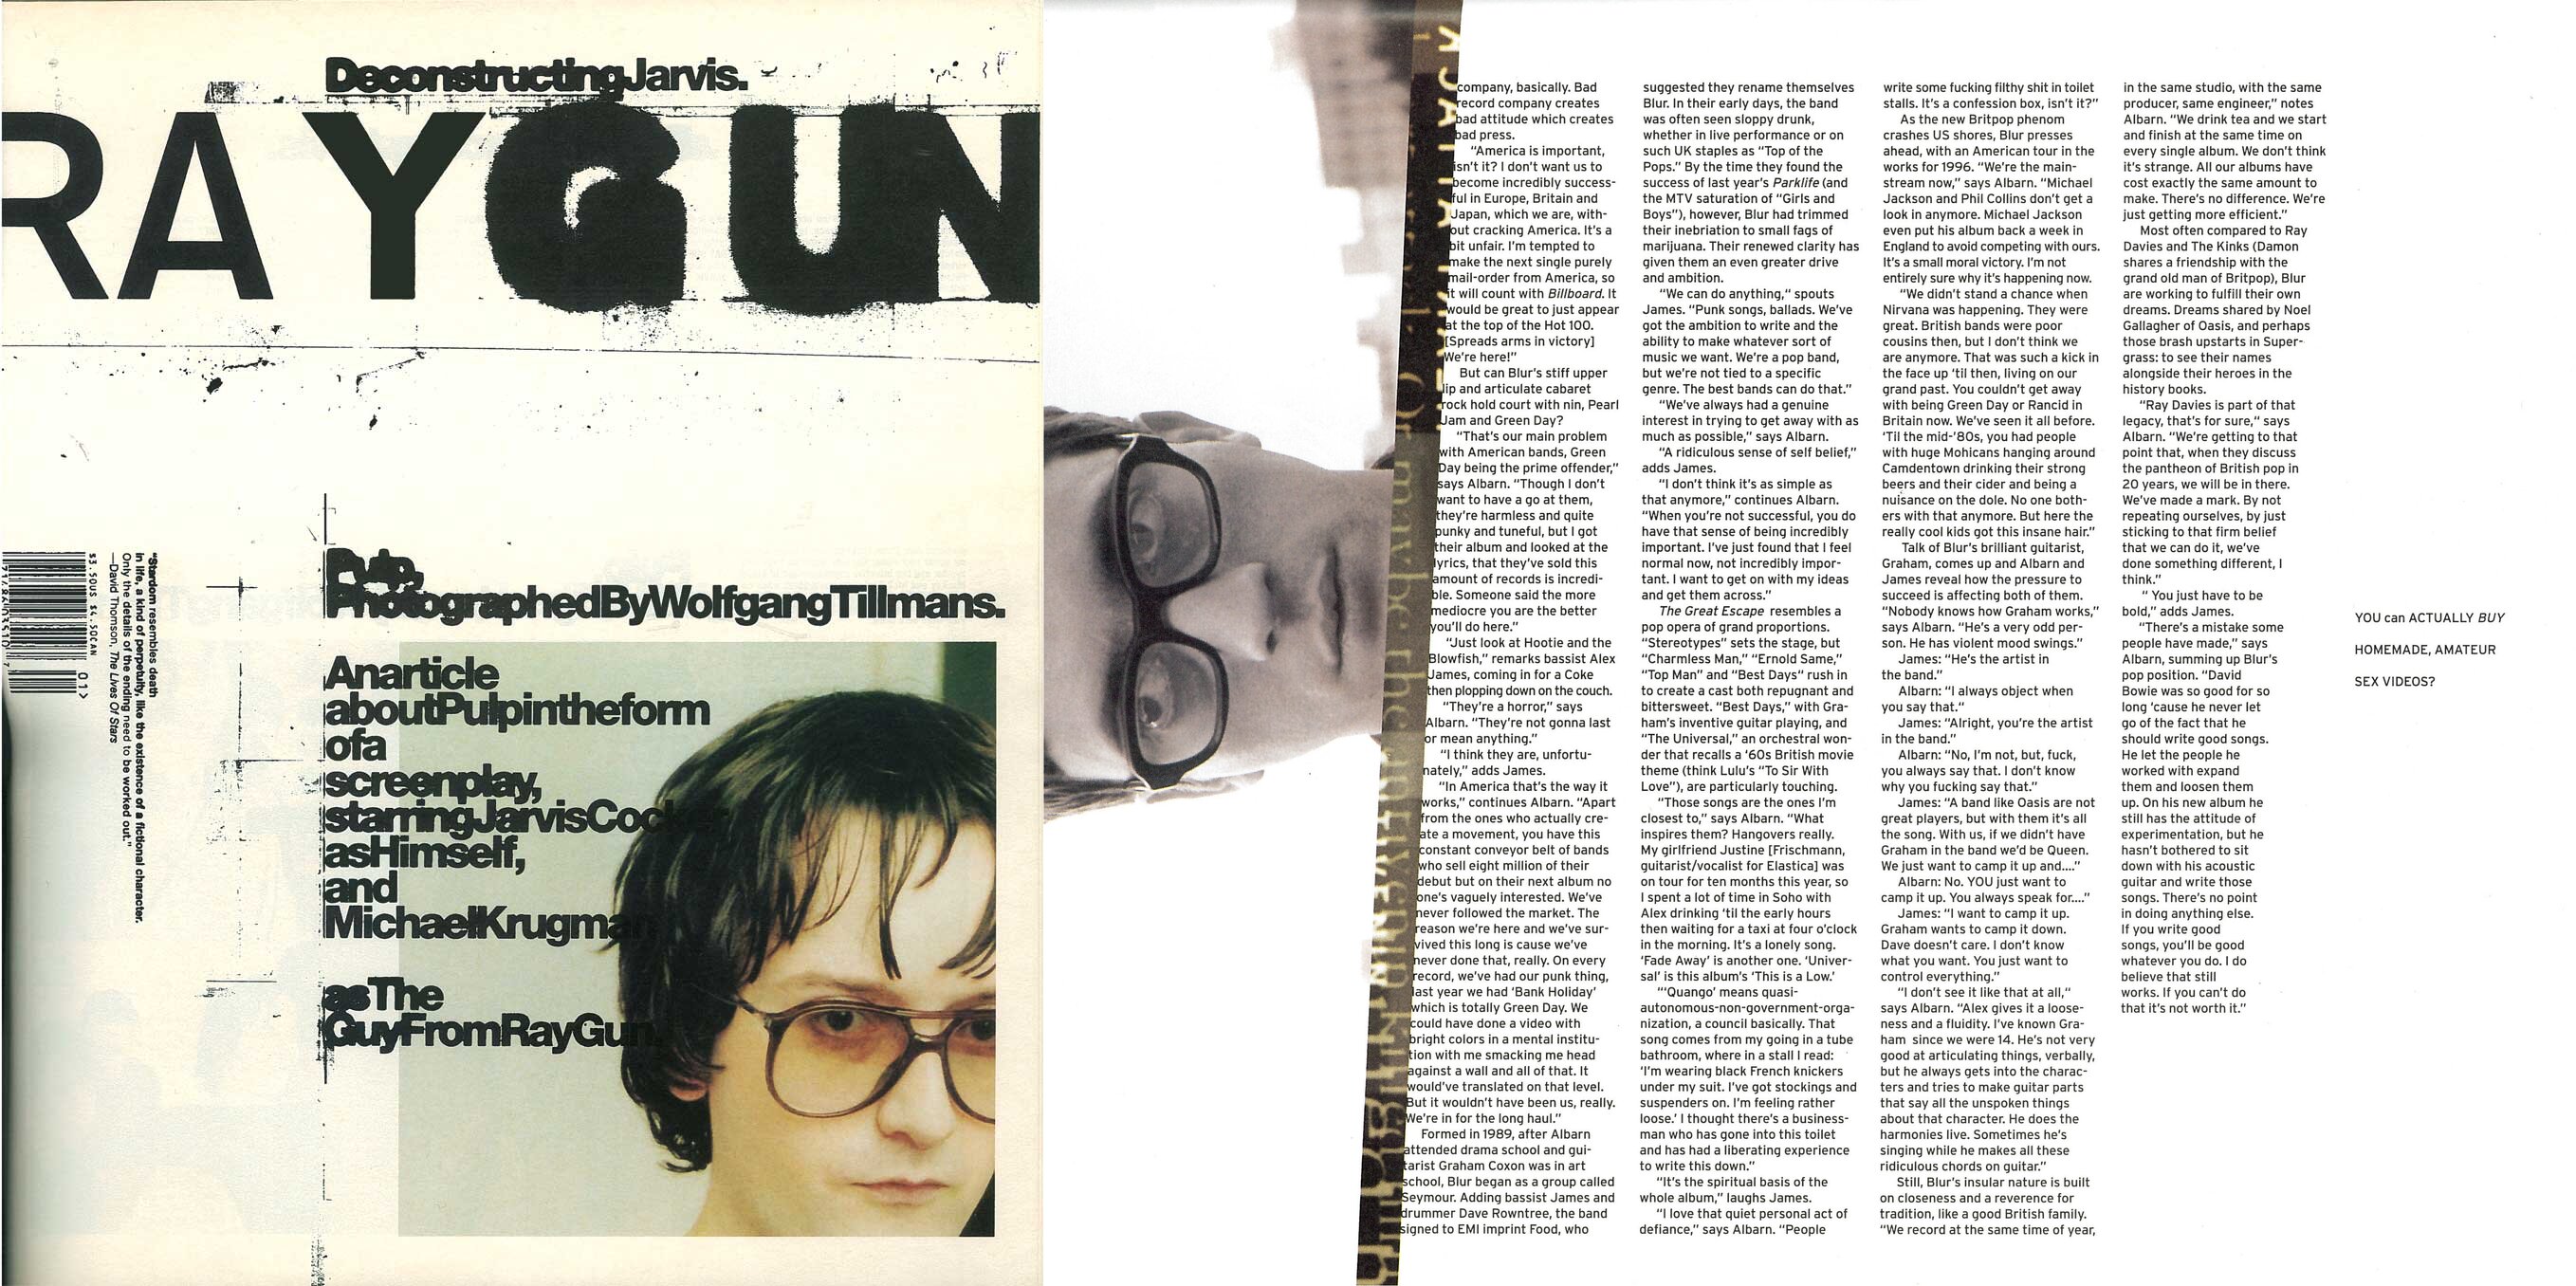 DeconstructingJarvis.
RAYGUN
Pulp,
PhotographedByWolfgangTillmans.
Anarticle
aboutPulpintheform
ofa
screenplay,
starringJarvisCocker
asHimself,
and
MichaelKrugman
asThe
GuyFromRayGun.
"Stardom resembles death
in life, a kind of perpetuity, like the existence of a fictional character.
Only the details of the ending need to be worked out."
—David Thomson, The Lives Of Stars
$3.50US $4.50CAN
01>
company, basically. Bad
record company creates
bad attitude which creates
bad press.
"America is important,
isn't it? I don't want us to
become incredibly success-
ful in Europe, Britain and
Japan, which we are, with-
out cracking America. It's a
bit unfair. I'm tempted to
make the next single purely
mail-order from America, so
it will count with Billboard. It
would be great to just appear
at the top of the Hot 100.
[Spreads arms in victory]
We're here!"
But can Blur's stiff upper
lip and articulate cabaret
rock hold court with nin, Pearl
Jam and Green Day?
"That's our main problem
with American bands, Green
Day being the prime offender,"
says Albarn. "Though I don't
want to have a go at them,
they're harmless and quite
punky and tuneful, but I got
their album and looked at the
lyrics, that they've sold this
amount of records is incredi-
ble. Someone said the more
mediocre you are the better
you'll do here."
"Just look at Hootie and the
Blowfish," remarks bassist Alex
James, coming in for a Coke
then plopping down on the couch.
"They're a horror," says
Albarn. "They're not gonna last
or mean anything."
"I think they are, unfortu-
nately," adds James.
"In America that's the way it
works," continues Albarn. "Apart
from the ones who actually cre-
ate a movement, you have this
constant conveyor belt of bands
who sell eight million of their
debut but on their next album no
one's vaguely interested. We've
never followed the market. The
reason we're here and we've sur-
vived this long is cause we've
never done that, really. On every
record, we've had our punk thing,
last year we had 'Bank Holiday'
which is totally Green Day. We
could have done a video with
bright colors in a mental institu-
tion with me smacking me head
against a wall and all of that. It
would've translated on that level.
But it wouldn't have been us, really.
We're in for the long haul."
Formed in 1989, after Albarn
attended drama school and gui-
tarist Graham Coxon was in art
school, Blur began as a group called
Seymour. Adding bassist James and
drummer Dave Rowntree, the band
signed to EMI imprint Food, who
suggested they rename themselves
Blur. In their early days, the band
was often seen sloppy drunk,
whether in live performance or on
such UK staples as "Top of the
Pops." By the time they found the
success of last year's Parklife (and
the MTV saturation of "Girls and
Boys"), however, Blur had trimmed
their inebriation to small fags of
marijuana. Their renewed clarity has
given them an even greater drive
and ambition.
"We can do anything," spouts
James. "Punk songs, ballads. We've
got the ambition to write and the
ability to make whatever sort of
music we want. We're a pop band,
but we're not tied to a specific
genre. The best bands can do that."
"We've always had a genuine
interest in trying to get away with as
much as possible," says Albarn.
"A ridiculous sense of self belief,"
adds James.
"I don't think it's as simple as
that anymore," continues Albarn.
"When you're not successful, you do
have that sense of being incredibly
important. I've just found that I feel
normal now, not incredibly impor-
tant. I want to get on with my ideas
and get them across."
The Great Escape resembles a
pop opera of grand proportions.
"Stereotypes" sets the stage, but
"Charmless Man," "Ernold Same,"
"Top Man" and "Best Days" rush in
to create a cast both repugnant and
bittersweet. "Best Days," with Gra-
ham's inventive guitar playing, and
"The Universal," an orchestral won-
der that recalls a '60s British movie
theme (think Lulu's "To Sir With
Love"), are particularly touching.
"Those songs are the ones I'm
closest to," says Albarn. "What
inspires them? Hangovers really.
My girlfriend Justine [Frischmann,
guitarist/vocalist for Elastica] was
on tour for ten months this year, so
I spent a lot of time in Soho with
Alex drinking 'til the early hours
then waiting for a taxi at four o'clock
in the morning. It's a lonely song.
'Fade Away' is another one. 'Univer-
sal' is this album's 'This is a Low.'
"'Quango' means quasi-
autonomous-non-government-orga-
nization, a council basically. That
song comes from my going in a tube
bathroom, where in a stall I read:
'I'm wearing black French knickers
under my suit. I've got stockings and
suspenders on. I'm feeling rather
loose.' I thought there's a business-
man who has gone into this toilet
and has had a liberating experience
to write this down."
"It's the spiritual basis of the
whole album," laughs James.
"I love that quiet personal act of
defiance," says Albarn. "People
write some fucking filthy shit in toilet
stalls. It's a confession box, isn't it?"
As the new Britpop phenom
crashes US shores, Blur presses
ahead, with an American tour in the
works for 1996. "We're the main-
stream now," says Albarn. "Michael
Jackson and Phil Collins don't get a
look in anymore. Michael Jackson
even put his album back a week in
England to avoid competing with ours.
It's a small moral victory. I'm not
entirely sure why it's happening now.
"We didn't stand a chance when
Nirvana was happening. They were
great. British bands were poor
cousins then, but I don't think we
are anymore. That was such a kick in
the face up 'til then, living on our
grand past. You couldn't get away
with being Green Day or Rancid in
Britain now. We've seen it all before.
'Til the mid-'80s, you had people
with huge Mohicans hanging around
Camdentown drinking their strong
beers and their cider and being a
nuisance on the dole. No one both-
ers with that anymore. But here the
really cool kids got this insane hair."
Talk of Blur's brilliant guitarist,
Graham, comes up and Albarn and
James reveal how the pressure to
succeed is affecting both of them.
"Nobody knows how Graham works,"
says Albarn. "He's a very odd per-
son. He has violent mood swings."
James: "He's the artist in
the band."
Albarn: "I always object when
you say that."
James: "Alright, you're the artist
in the band."
Albarn: "No, I'm not, but, fuck,
you always say that. I don't know
why you fucking say that."
James: "A band like Oasis are not
great players, but with them it's all
the song. With us, if we didn't have
Graham in the band we'd be Queen.
We just want to camp it up and...."
Albarn: No. YOU just want to
camp it up. You always speak for...."
James: "I want to camp it up.
Graham wants to camp it down.
Dave doesn't care. I don't know
what you want. You just want to
control everything."
"I don't see it like that at all,"
says Albarn. "Alex gives it a loose-
ness and a fluidity. I've known Gra-
ham since we were 14. He's not very
good at articulating things, verbally,
but he always gets into the charac-
ters and tries to make guitar parts
that say all the unspoken things
about that character. He does the
harmonies live. Sometimes he's
singing while he makes all these
ridiculous chords on guitar."
Still, Blur's insular nature is built
on closeness and a reverence for
tradition, like a good British family.
"We record at the same time of year,
in the same studio, with the same
producer, same engineer," notes
Albarn. "We drink tea and we start
and finish at the same time on
every single album. We don't think
it's strange. All our albums have
cost exactly the same amount to
make. There's no difference. We're
just getting more efficient."
Most often compared to Ray
Davies and The Kinks (Damon
shares a friendship with the
grand old man of Britpop), Blur
are working to fulfill their own
dreams. Dreams shared by Noel
Gallagher of Oasis, and perhaps
those brash upstarts in Super-
grass: to see their names
alongside their heroes in the
history books.
"Ray Davies is part of that
legacy, that's for sure," says
Albarn. "We're getting to that
point that, when they discuss
the pantheon of British pop in
20 years, we will be in there.
We've made a mark. By not
repeating ourselves, by just
sticking to that firm belief
that we can do it, we've
done something different, I
think."
" You just have to be
bold," adds James.
"There's a mistake some
people have made," says
Albarn, summing up Blur's
pop position. "David
Bowie was so good for so
long 'cause he never let
go of the fact that he
should write good songs.
He let the people he
worked with expand
them and loosen them
up. On his new album he
still has the attitude of
experimentation, but he
hasn't bothered to sit
down with his acoustic
guitar and write those
songs. There's no point
in doing anything else.
If you write good
songs, you'll be good
whatever you do. I do
believe that still
works. If you can't do
that it's not worth it."
YOU can ACTUALLY BUY
HOMEMADE, AMATEUR
SEX VIDEOS?